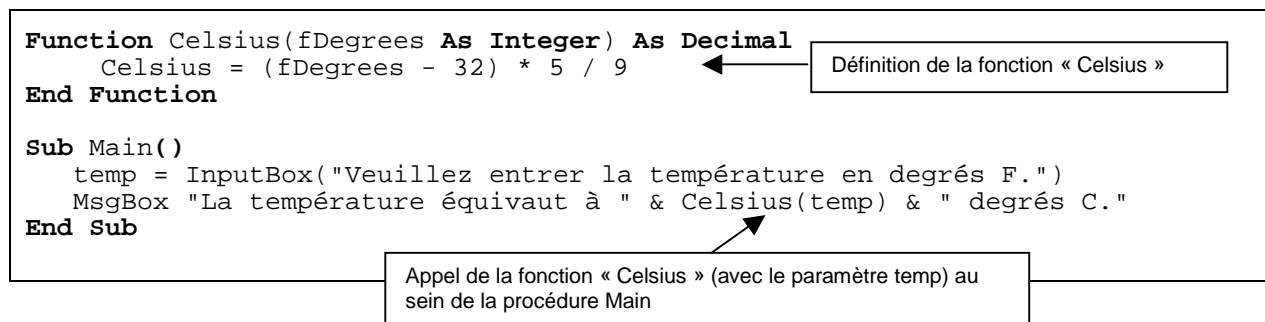 Function Celsius(fDegrees As Integer) As Decimal
Celsius = (fDegrees - 32) * 5 / 9
Définition de la fonction « Celsius »
End Function
Sub Main()
temp = InputBox("Veuillez entrer la température en degrés F.")
MsgBox "La température équivaut à " & Celsius(temp) & " degrés C."
End Sub
Appel de la fonction « Celsius » (avec le paramètre temp) au
sein de la procédure Main